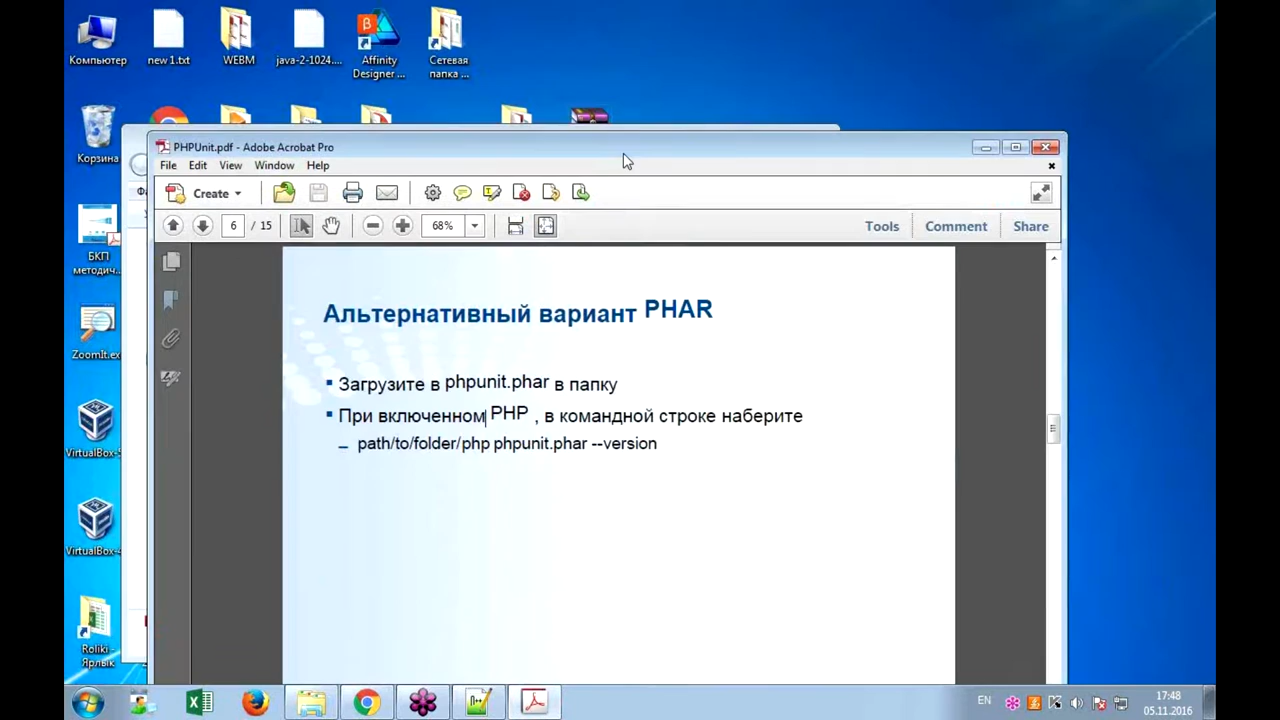 Компьютер
new 1.txt
WEBM
java-2-1024....
Affinity Designer ...
Сетевая папка ...
Корзина
PHPUnit.pdf - Adobe Acrobat Pro
File Edit View Window Help
Create
6 / 15
68%
Tools Comment Share
БКП
методич...
ZoomIt.ex
VirtualBox-5
VirtualBox-4
Roliki -
Ярлык
Альтернативный вариант PHAR
Загрузите в phpunit.phar в папку
При включенном PHP , в командной строке наберите
– path/to/folder/php phpunit.phar --version
EN
17:48
05.11.2016